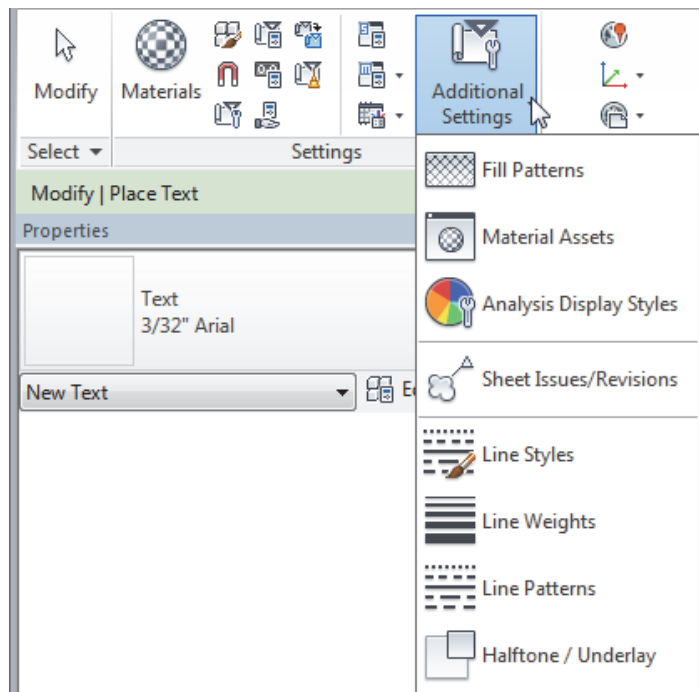 Modify
Materials
Additional
Settings
Select
Settings
Modify | Place Text
Properties
Text
3/32" Arial
New Text
Fill Patterns
Material Assets
Analysis Display Styles
Sheet Issues/Revisions
Line Styles
Line Weights
Line Patterns
Halftone / Underlay